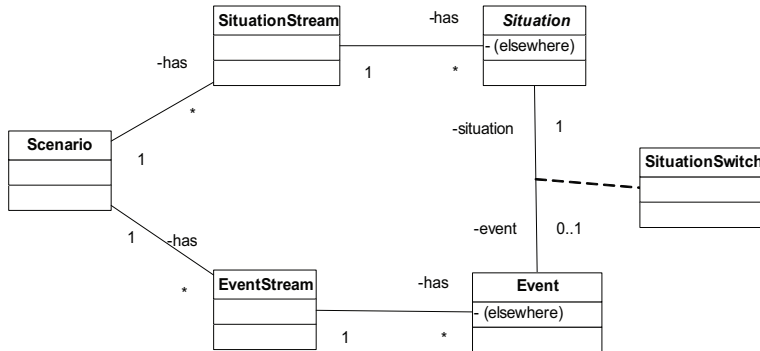 SituationStream
-has
Situation
- (elsewhere)
-has
1
*
*
-situation
1
Scenario
1
SituationSwitch
1
-has
-event
0..1
*
EventStream
-has
Event
- (elsewhere)
1
*